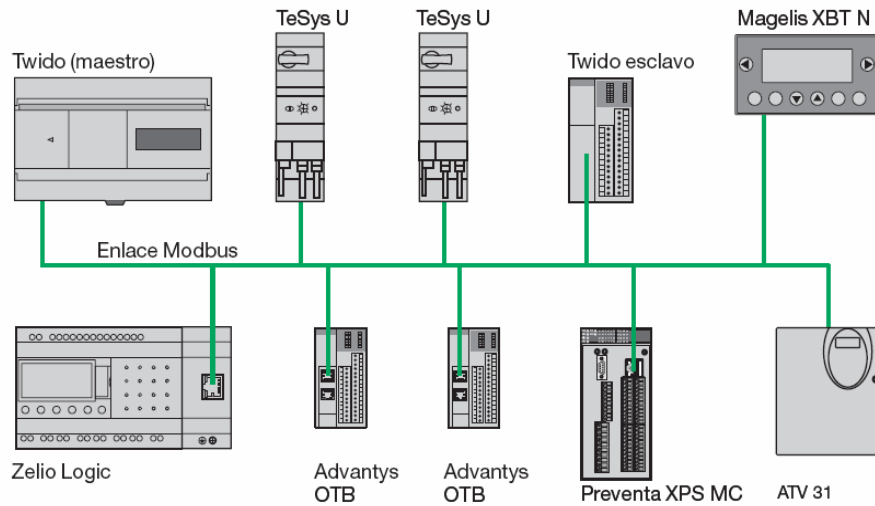 TeSys U
TeSys U
Magelis XBT N
Twido (maestro)
Twido esclavo
Enlace Modbus
Zelio Logic
Advantys
OTB
Advantys
OTB
Preventa XPS MC
ATV 31